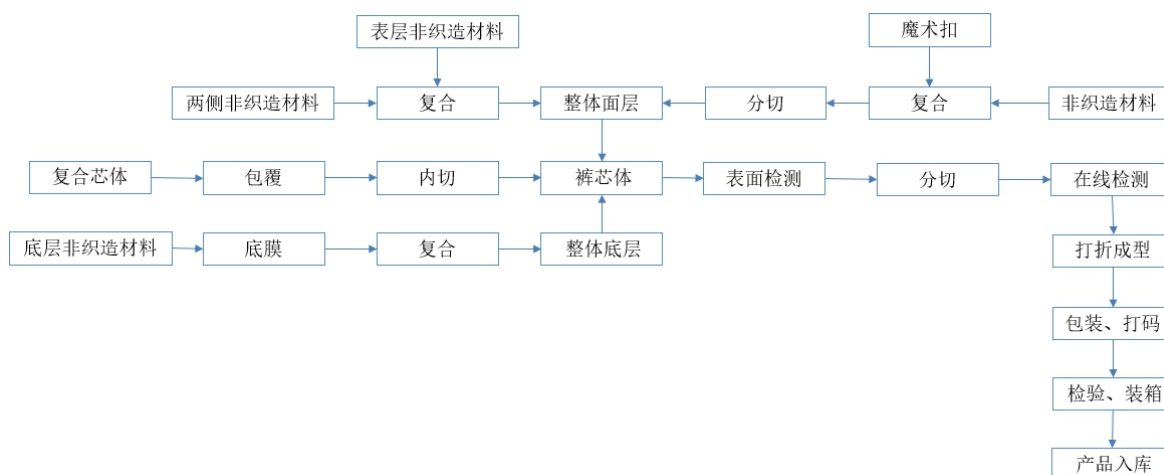 表层非织造材料
魔术扣
两侧非织造材料
复合
整体面层
分切
复合
非织造材料
复合芯体
包覆
内切
裤芯体
表面检测
分切
在线检测
底层非织造材料
底膜
复合
整体底层
打折成型
包装、打码
检验、装箱
产品入库